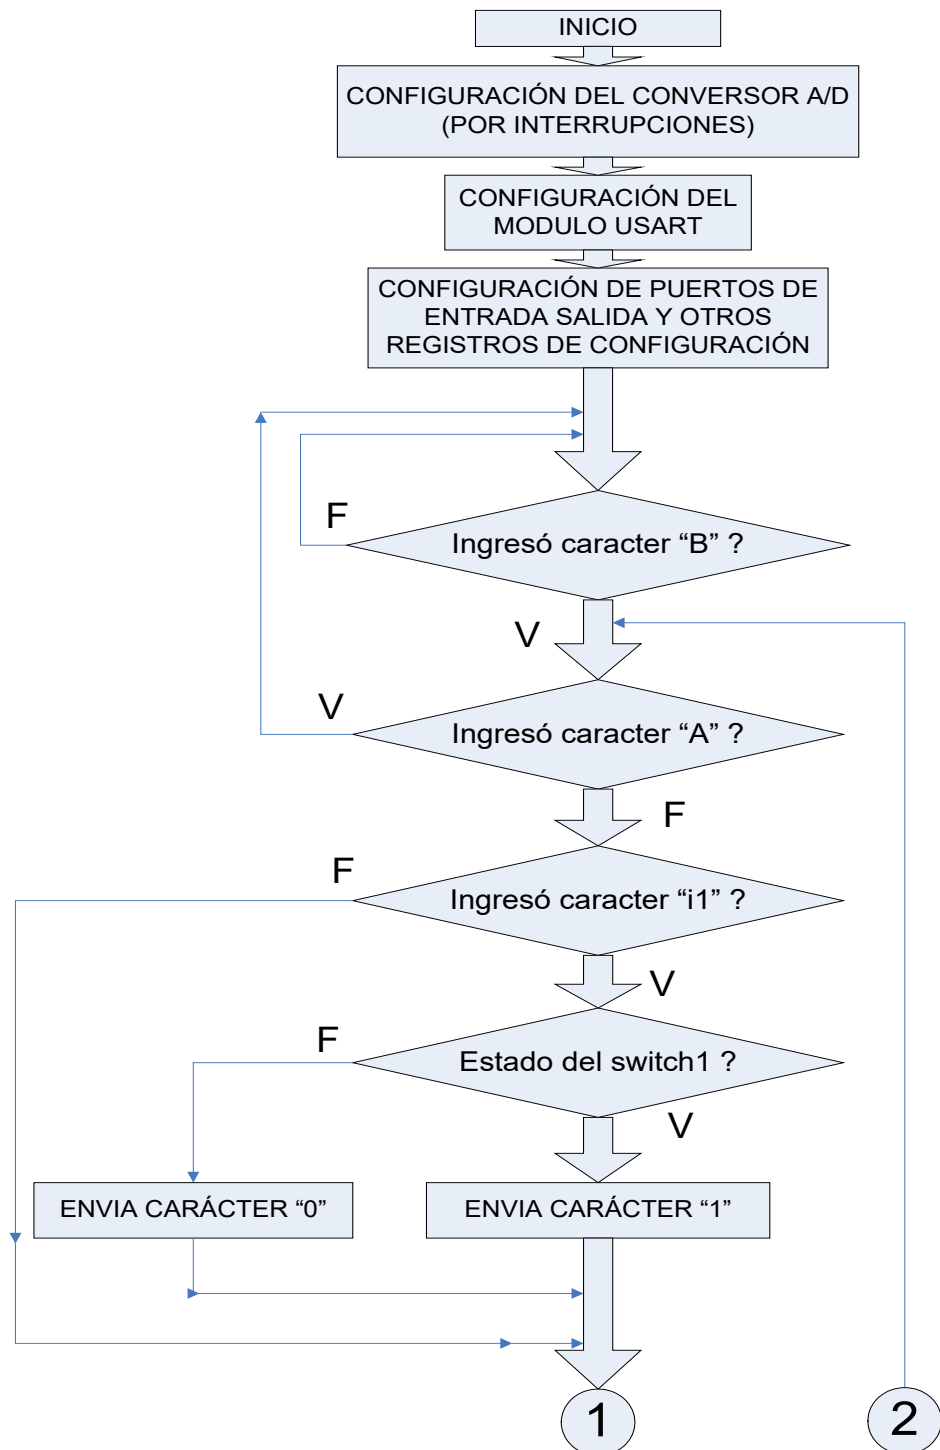 INICIO
CONFIGURACIÓN DEL CONVERSOR A/D
(POR INTERRUPCIONES)
CONFIGURACIÓN DEL
MODULO USART
CONFIGURACIÓN DE PUERTOS DE
ENTRADA SALIDA Y OTROS
REGISTROS DE CONFIGURACIÓN
F
Ingresó caracter “B” ?
V
V
Ingresó caracter “A” ?
F
F
Ingresó caracter “i1” ?
V
F
Estado del switch1 ?
V
ENVIA CARÁCTER “0”
ENVIA CARÁCTER “1”
1
2